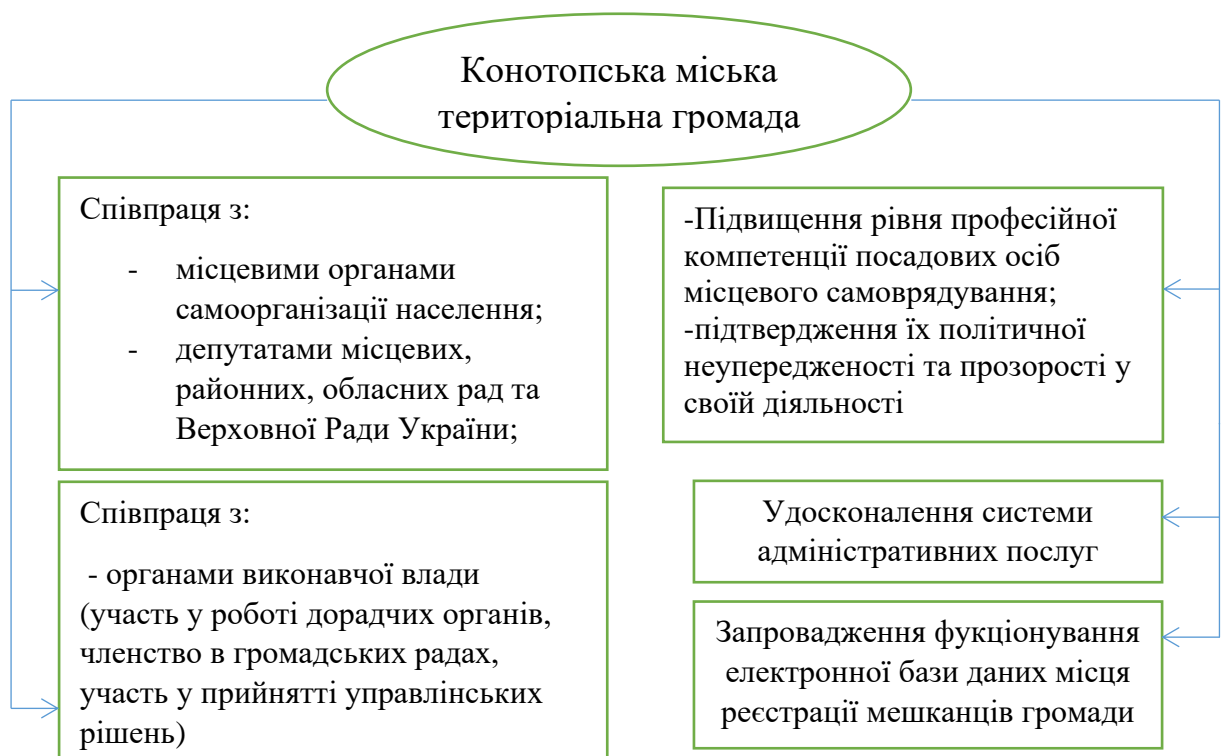 Конотопська міська
територіальна громада
Співпраця з:
- місцевими органами
самоорганізації населення;
- депутатами місцевих,
районних, обласних рад та
Верховної Ради України;
Співпраця з:
- органами виконавчої влади
(участь у роботі дорадчих органів,
членство в громадських радах,
участь у прийнятті управлінських
рішень)
-Підвищення рівня професійної
компетенції посадових осіб
місцевого самоврядування;
-підтвердження їх політичної
неупередженості та прозорості у
своїй діяльності
Удосконалення системи
адміністративних послуг
Запровадження фукціонування
електронної бази даних місця
реєстрації мешканців громади